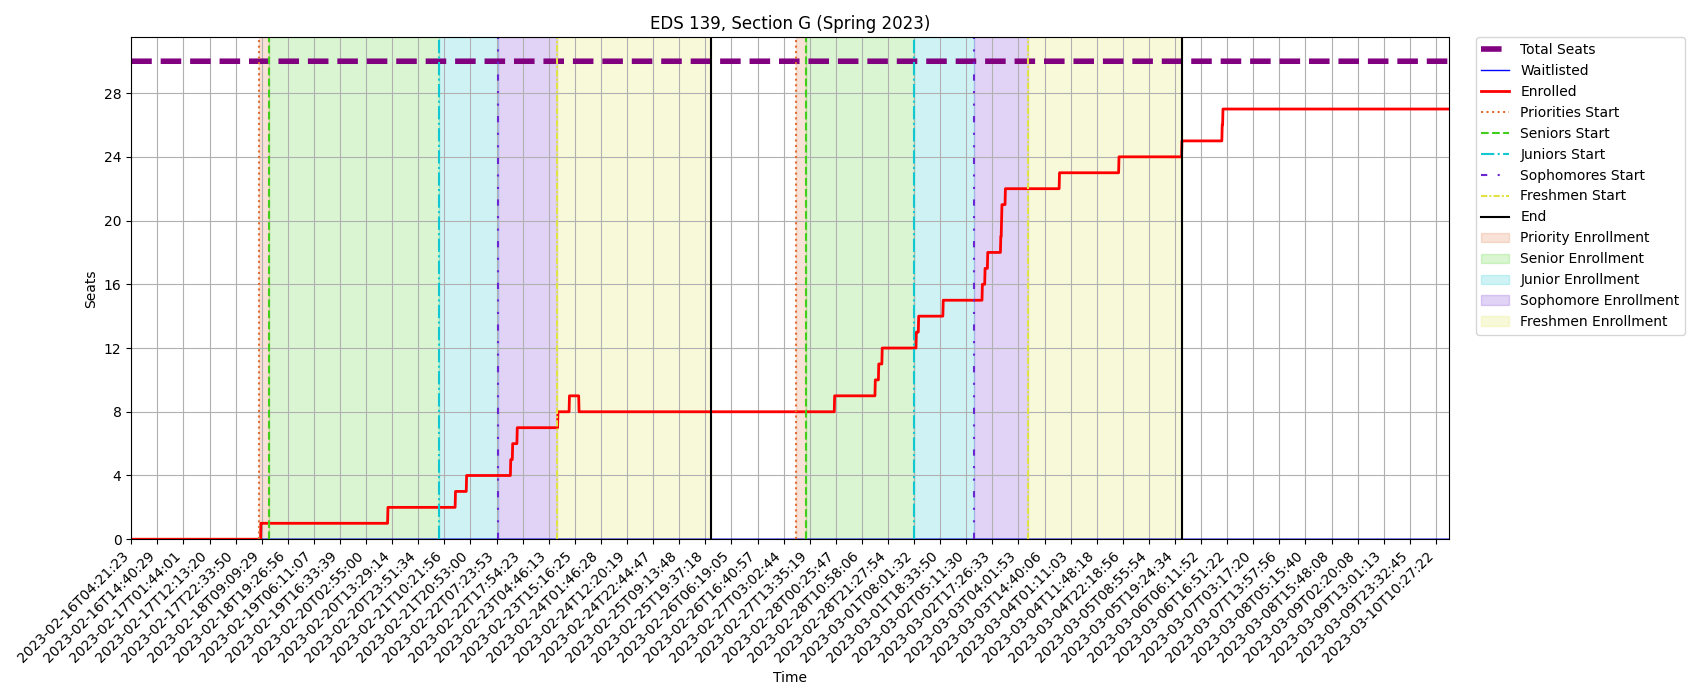 EDS 139, Section G (Spring 2023)
Total Seats
Waitlisted
Enrolled
Priorities Start
Seniors Start
Juniors Start
Sophomores Start
Freshmen Start
End
Priority Enrollment
Senior Enrollment
Junior Enrollment
Sophomore Enrollment
Freshmen Enrollment
Seats
28
24
20
16
12
8
4
0
2023-02-16T04:21:23
2023-02-16T14:40:29
2023-02-17T01:44:01
2023-02-17T12:13:20
2023-02-17T22:33:50
2023-02-18T09:09:29
2023-02-18T19:26:56
2023-02-19T06:11:07
2023-02-19T16:33:39
2023-02-20T02:55:00
2023-02-20T13:29:14
2023-02-20T23:51:34
2023-02-21T10:21:56
2023-02-21T20:53:00
2023-02-22T07:23:53
2023-02-22T17:54:23
2023-02-23T04:46:13
2023-02-23T15:16:25
2023-02-24T01:46:28
2023-02-24T12:20:19
2023-02-24T22:44:47
2023-02-25T09:13:48
2023-02-25T19:37:18
2023-02-26T06:19:05
2023-02-26T16:40:57
2023-02-27T03:02:44
2023-02-27T13:35:19
2023-02-28T00:25:47
2023-02-28T10:58:06
2023-02-28T21:27:54
2023-03-01T08:01:32
2023-03-01T18:33:50
2023-03-02T05:11:30
2023-03-02T17:26:33
2023-03-03T04:01:53
2023-03-03T14:40:06
2023-03-04T01:11:03
2023-03-04T11:48:18
2023-03-04T22:18:56
2023-03-05T08:55:54
2023-03-05T19:24:34
2023-03-06T06:11:52
2023-03-06T16:51:22
2023-03-07T03:17:20
2023-03-07T13:57:56
2023-03-08T05:15:40
2023-03-08T15:48:08
2023-03-09T02:20:08
2023-03-09T13:01:13
2023-03-09T23:32:45
2023-03-10T10:27:22
Time